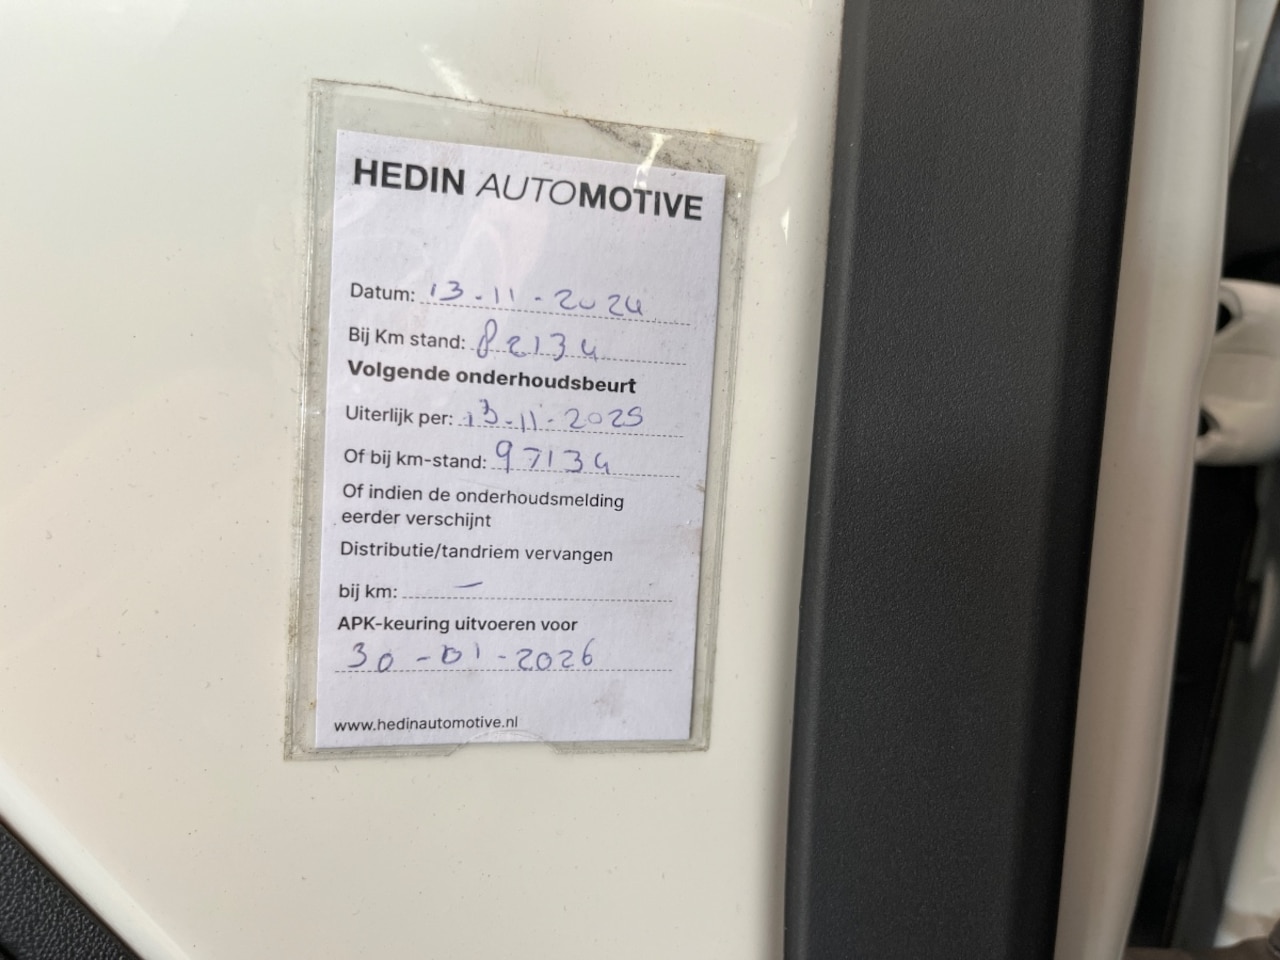 HEDIN AUTOMOTIVE
Datum: 13-11-2024
Bij Km stand: 82134
Volgende onderhoudsbeurt
Uiterlijk per: 13-11-2025
Of bij km-stand: 97134
Of indien de onderhoudsmelding
eerder verschijnt
Distributie/tandriem vervangen
bij km: -
APK-keuring uitvoeren voor
30-01-2026
www.hedinautomotive.nl